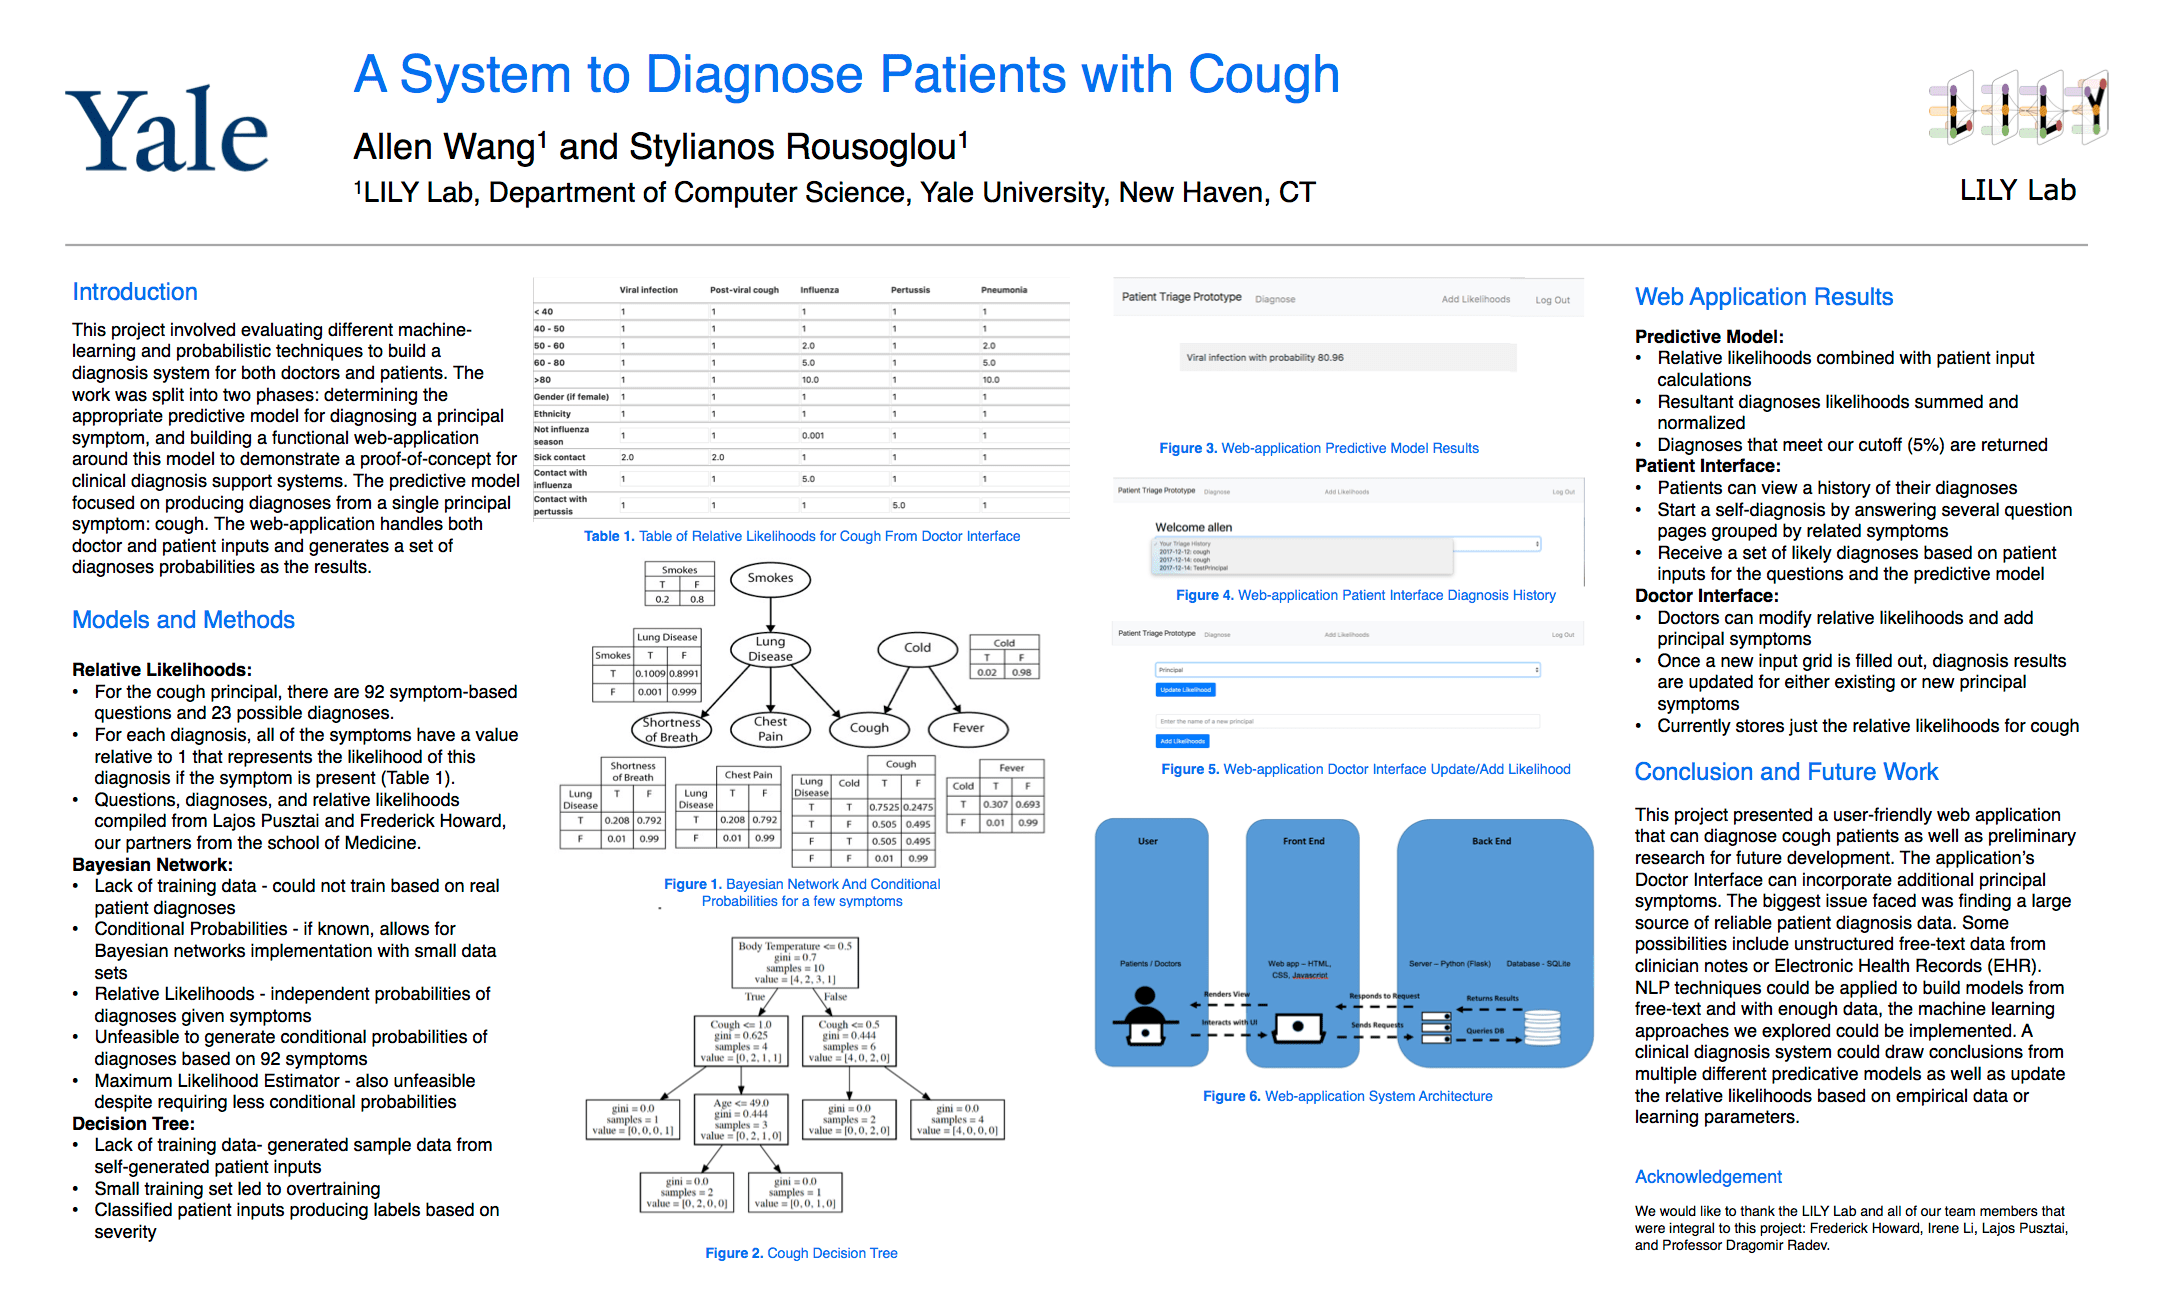 Yale
A System to Diagnose Patients with Cough
Allen Wang¹ and Stylianos Rousoglou¹
¹LILY Lab, Department of Computer Science, Yale University, New Haven, CT
LILY
LILY Lab
Introduction
This project involved evaluating different machine-
learning and probabilistic techniques to build a
diagnosis system for both doctors and patients. The
work was split into two phases: determining the
appropriate predictive model for diagnosing a principal
symptom, and building a functional web-application
around this model to demonstrate a proof-of-concept for
clinical diagnosis support systems. The predictive model
focused on producing diagnoses from a single principal
symptom: cough. The web-application handles both
doctor and patient inputs and generates a set of
diagnoses probabilities as the results.
Models and Methods
Relative Likelihoods:
• For the cough principal, there are 92 symptom-based
questions and 23 possible diagnoses.
• For each diagnosis, all of the symptoms have a value
relative to 1 that represents the likelihood of this
diagnosis if the symptom is present (Table 1).
• Questions, diagnoses, and relative likelihoods
compiled from Lajos Pusztai and Frederick Howard,
our partners from the school of Medicine.
Bayesian Network:
• Lack of training data - could not train based on real
patient diagnoses
• Conditional Probabilities - if known, allows for
Bayesian networks implementation with small data
sets
• Relative Likelihoods - independent probabilities of
diagnoses given symptoms
• Unfeasible to generate conditional probabilities of
diagnoses based on 92 symptoms
• Maximum Likelihood Estimator - also unfeasible
despite requiring less conditional probabilities
Decision Tree:
• Lack of training data- generated sample data from
self-generated patient inputs
• Small training set led to overtraining
• Classified patient inputs producing labels based on
severity
Viral infection Post-viral cough Influenza Pertussis Pneumonia
< 40 1 1 1 1 1
40 - 50 1 1 1 1 1
50 - 60 1 1 2.0 1 2.0
60 - 80 1 1 5.0 1 5.0
>80 1 1 10.0 1 10.0
Gender (if female) 1 1 1 1 1
Ethnicity 1 1 1 1 1
Not influenza
season 1 1 0.001 1 1
Sick contact 2.0 2.0 1 1 1
Contact with
influenza 1 1 5.0 1 1
Contact with
pertussis 1 1 1 5.0 1
Table 1. Table of Relative Likelihoods for Cough From Doctor Interface
Smokes
T F
0.2 0.8
Smokes
Lung Disease
Smokes T F
T 0.1009 0.8991
F 0.001 0.999
Lung
Disease
Cold
Cold
T F
0.02 0.98
Shortness
of Breath
Chest
Pain
Cough
Fever
Shortness
of Breath
Lung
Disease T F
T 0.208 0.792
F 0.01 0.99
Chest Pain
Lung
Disease T F
T 0.208 0.792
F 0.01 0.99
Cough
Lung
Disease Cold T F
T T 0.7525 0.2475
T F 0.505 0.495
F T 0.505 0.495
F F 0.01 0.99
Fever
Cold T F
T 0.307 0.693
F 0.01 0.99
Figure 1. Bayesian Network And Conditional
Probabilities for a few symptoms
Body Temperature <= 0.5
gini = 0.7
samples = 10
value = [4, 2, 3, 1]
True False
Cough <= 1.0
gini = 0.625
samples = 4
value = [0, 2, 1, 1]
Cough <= 0.5
gini = 0.444
samples = 6
value = [4, 0, 2, 0]
gini = 0.0
samples = 1
value = [0, 0, 0, 1]
Age <= 49.0
gini = 0.444
samples = 3
value = [0, 2, 1, 0]
gini = 0.0
samples = 2
value = [0, 0, 2, 0]
gini = 0.0
samples = 4
value = [4, 0, 0, 0]
gini = 0.0
samples = 2
value = [0, 2, 0, 0]
gini = 0.0
samples = 1
value = [0, 0, 1, 0]
Figure 2. Cough Decision Tree
Patient Triage Prototype Diagnose Add Likelihoods Log Out
Viral infection with probability 80.96
Figure 3. Web-application Predictive Model Results
Patient Triage Prototype Diagnose Add Likelihoods Log Out
Welcome allen
✓ Your Triage History
2017-12-12: cough
2017-12-14: cough
2017-12-14: TestPrincipal
Figure 4. Web-application Patient Interface Diagnosis History
Patient Triage Prototype Diagnose Add Likelihoods Log Out
Principal
Update Likelihood
Enter the name of a new principal
Add Likelihoods
Figure 5. Web-application Doctor Interface Update/Add Likelihood
User Front End Back End
Patients / Doctors
Web app – HTML,
CSS, Javascript
Server – Python (Flask) Database - SQLite
Renders View
Interacts with UI
Responds to Request
Sends Requests
Returns Results
Queries DB
Figure 6. Web-application System Architecture
Web Application Results
Predictive Model:
• Relative likelihoods combined with patient input
calculations
• Resultant diagnoses likelihoods summed and
normalized
• Diagnoses that meet our cutoff (5%) are returned
Patient Interface:
• Patients can view a history of their diagnoses
• Start a self-diagnosis by answering several question
pages grouped by related symptoms
• Receive a set of likely diagnoses based on patient
inputs for the questions and the predictive model
Doctor Interface:
• Doctors can modify relative likelihoods and add
principal symptoms
• Once a new input grid is filled out, diagnosis results
are updated for either existing or new principal
symptoms
• Currently stores just the relative likelihoods for cough
Conclusion and Future Work
This project presented a user-friendly web application
that can diagnose cough patients as well as preliminary
research for future development. The application's
Doctor Interface can incorporate additional principal
symptoms. The biggest issue faced was finding a large
source of reliable patient diagnosis data. Some
possibilities include unstructured free-text data from
clinician notes or Electronic Health Records (EHR).
NLP techniques could be applied to build models from
free-text and with enough data, the machine learning
approaches we explored could be implemented. A
clinical diagnosis system could draw conclusions from
multiple different predicative models as well as update
the relative likelihoods based on empirical data or
learning parameters.
Acknowledgement
We would like to thank the LILY Lab and all of our team members that
were integral to this project: Frederick Howard, Irene Li, Lajos Pusztai,
and Professor Dragomir Radev.